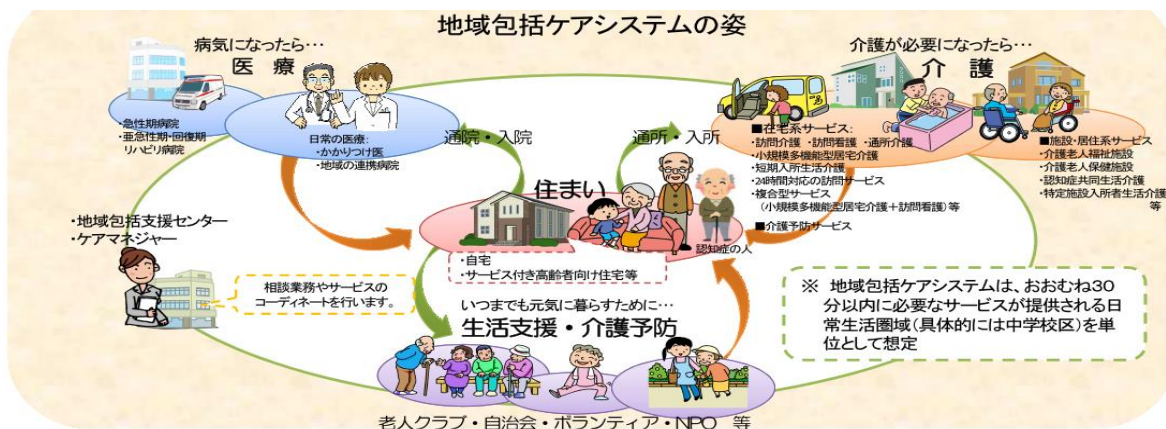 地域包括ケアシステムの姿
病気になったら…
医 療
・急性期病院
・亜急性期・回復期
リハビリ病院
日常の医療:
・かかりつけ医
・地域の連携病院
通院・入院
通所・入所
介護が必要になったら…
介 護
■在宅系サービス:
・訪問介護 ・訪問看護 ・通所介護
・小規模多機能型居宅介護
・短期入所生活介護
・24時間対応の訪問サービス
・複合型サービス
(小規模多機能型居宅介護+訪問看護)等
■介護予防サービス
■施設・居住系サービス
・介護老人福祉施設
・介護老人保健施設
・認知症共同生活介護
・特定施設入所者生活介護
等
住まい
認知症の人
・自宅
・サービス付き高齢者向け住宅等
・地域包括支援センター
・ケアマネジャー
相談業務やサービスの
コーディネートを行います。
いつまでも元気に暮らすために…
生活支援・介護予防
老人クラブ・自治会・ボランティア・NPO 等
※ 地域包括ケアシステムは、おおむね30
分以内に必要なサービスが提供される日
常生活圏域(具体的には中学校区)を単
位として想定